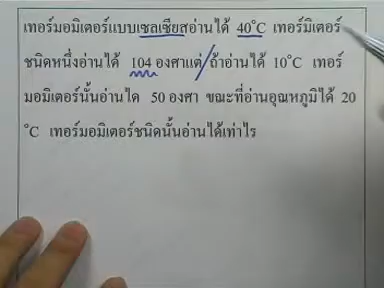 เทอร์มอมิเตอร์แบบเซลเซียสอ่านได้ 40°C เทอร์มิเตอร์
ชนิดหนึ่งอ่านได้ 104 องศาแต่ ถ้าอ่านได้ 10°C เทอร์
มอมิเตอร์นั้นอ่านได 50 องศา ขณะที่อ่านอุณหภูมิได้ 20
°C เทอร์มอมิเตอร์ชนิดนั้นอ่านได้เท่าไร